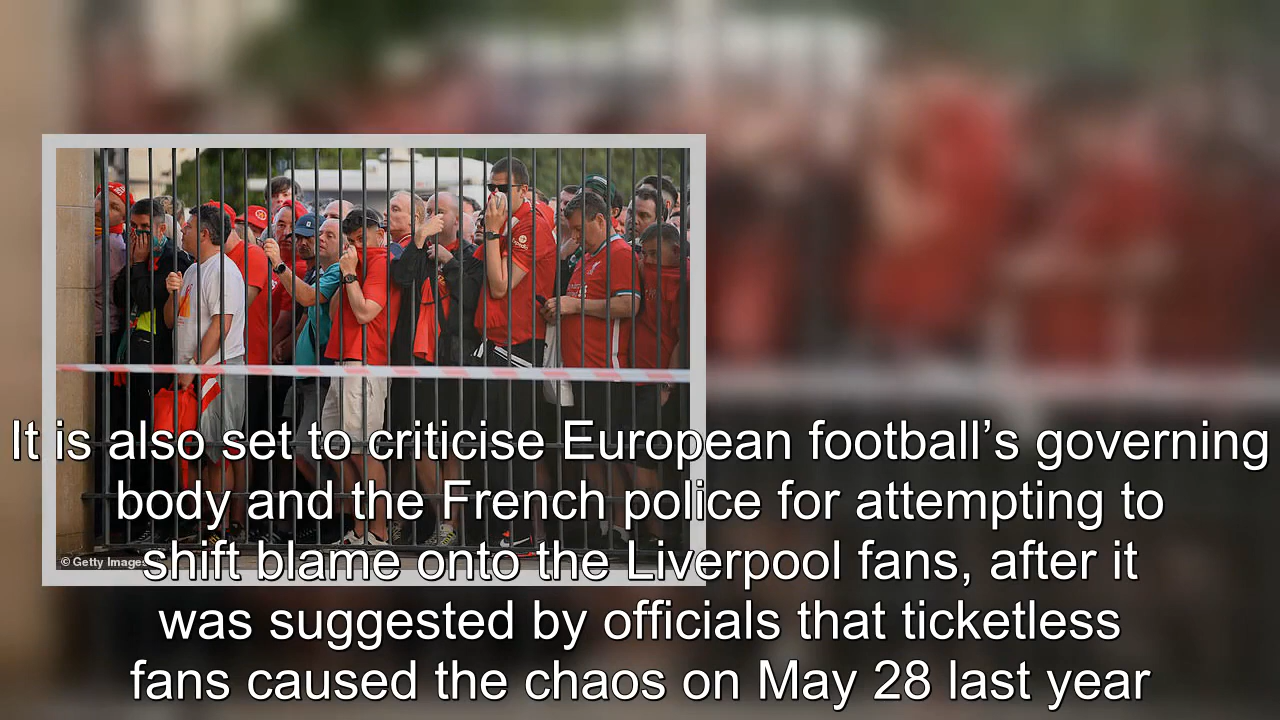 © Getty Images
It is also set to criticise European football’s governing
body and the French police for attempting to
shift blame onto the Liverpool fans, after it
was suggested by officials that ticketless
fans caused the chaos on May 28 last year